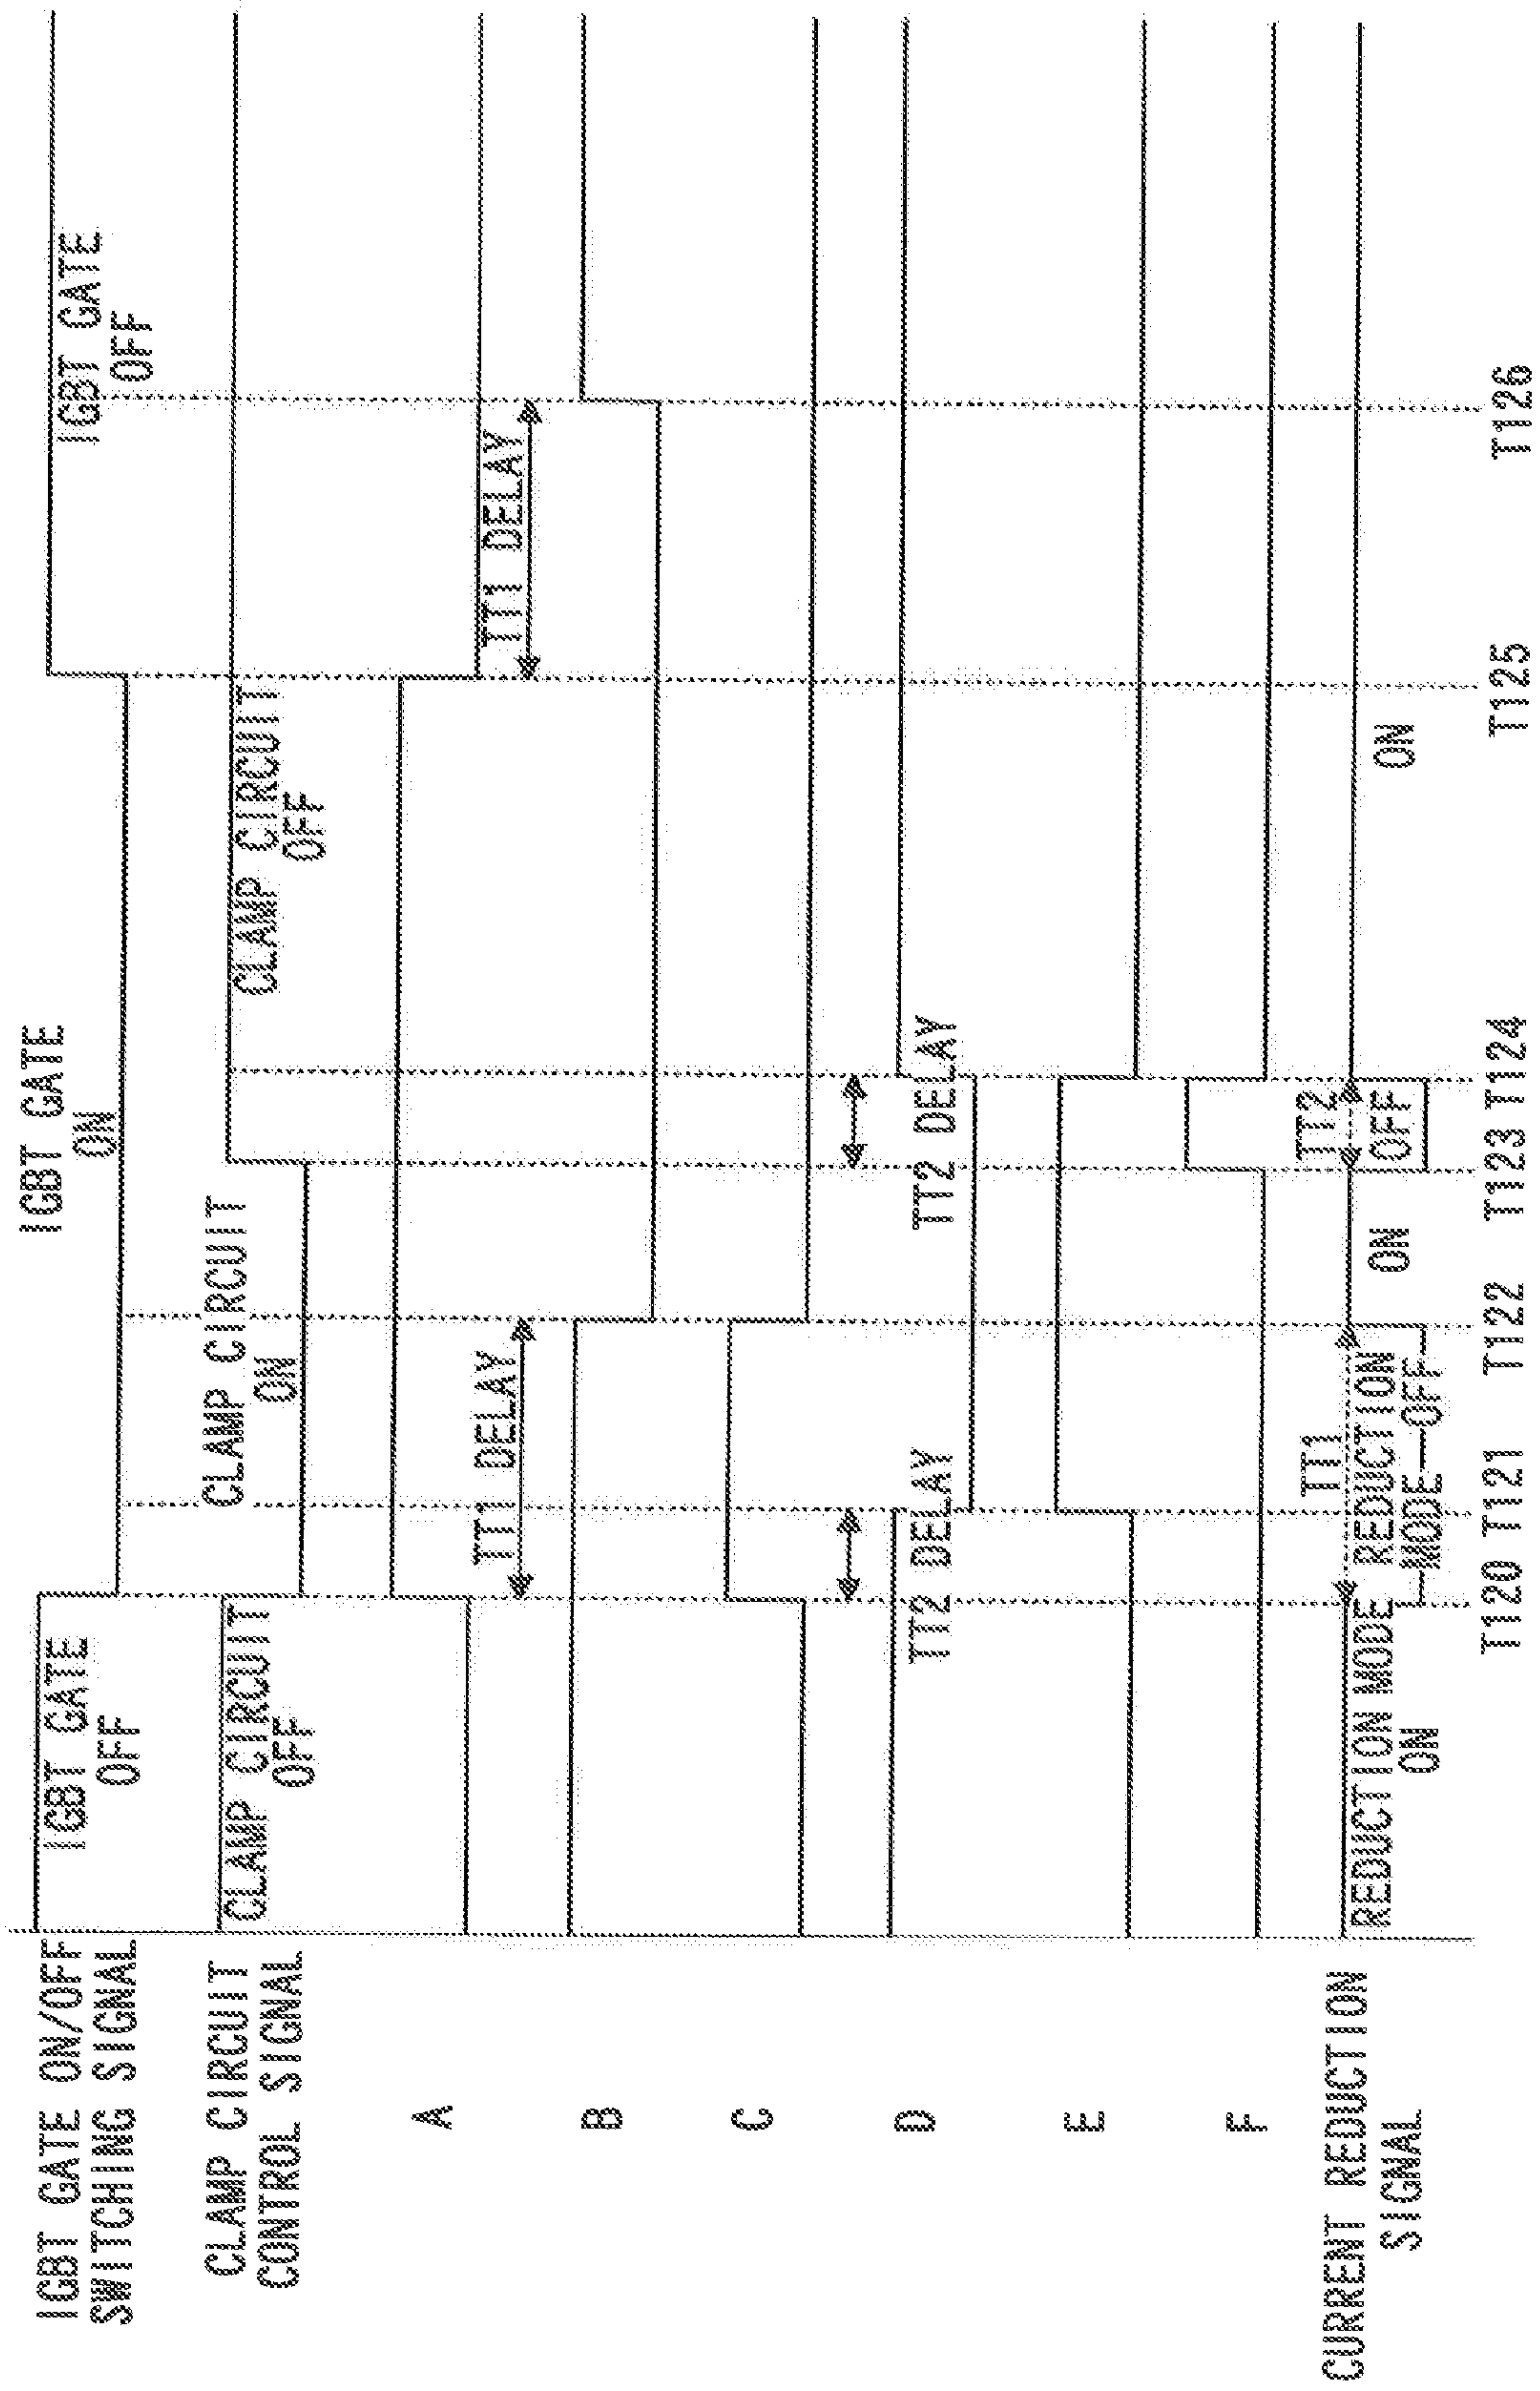 IGBT GATE ON/OFF
SWITCHING SIGNAL
IGBT GATE
OFF
IGBT GATE
ON
IGBT GATE
OFF
CLAMP CIRCUIT
CONTROL SIGNAL
CLAMP CIRCUIT
OFF
CLAMP CIRCUIT
ON
CLAMP CIRCUIT
OFF
A
TT1 DELAY
TT1 DELAY
B
C
TT2 DELAY
TT2 DELAY
D
E
F
TT1
TT2
CURRENT REDUCTION
SIGNAL
REDUCTION MODE
ON
REDUCTION
MODE OFF
ON
OFF
ON
T120 T121 T122 T123 T124 T125 T126